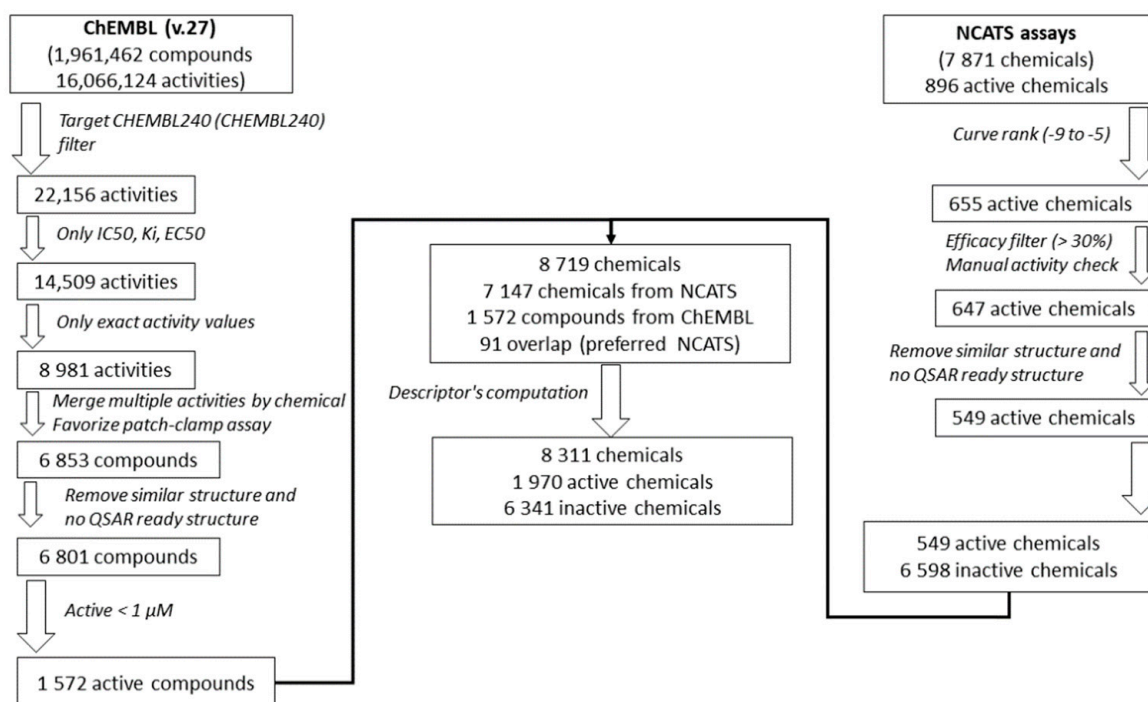 ChEMBL (v.27)
(1,961,462 compounds
16,066,124 activities)
Target CHEMBL240 (CHEMBL240)
filter
22,156 activities
Only IC50, Ki, EC50
14,509 activities
Only exact activity values
8 981 activities
Merge multiple activities by chemical
Favorize patch-clamp assay
6 853 compounds
Remove similar structure and
no QSAR ready structure
6 801 compounds
Active < 1 µM
1 572 active compounds
8 719 chemicals
7 147 chemicals from NCATS
1 572 compounds from ChEMBL
91 overlap (preferred NCATS)
Descriptor's computation
8 311 chemicals
1 970 active chemicals
6 341 inactive chemicals
NCATS assays
(7 871 chemicals)
896 active chemicals
Curve rank (-9 to -5)
655 active chemicals
Efficacy filter (> 30%)
Manual activity check
647 active chemicals
Remove similar structure and
no QSAR ready structure
549 active chemicals
549 active chemicals
6 598 inactive chemicals